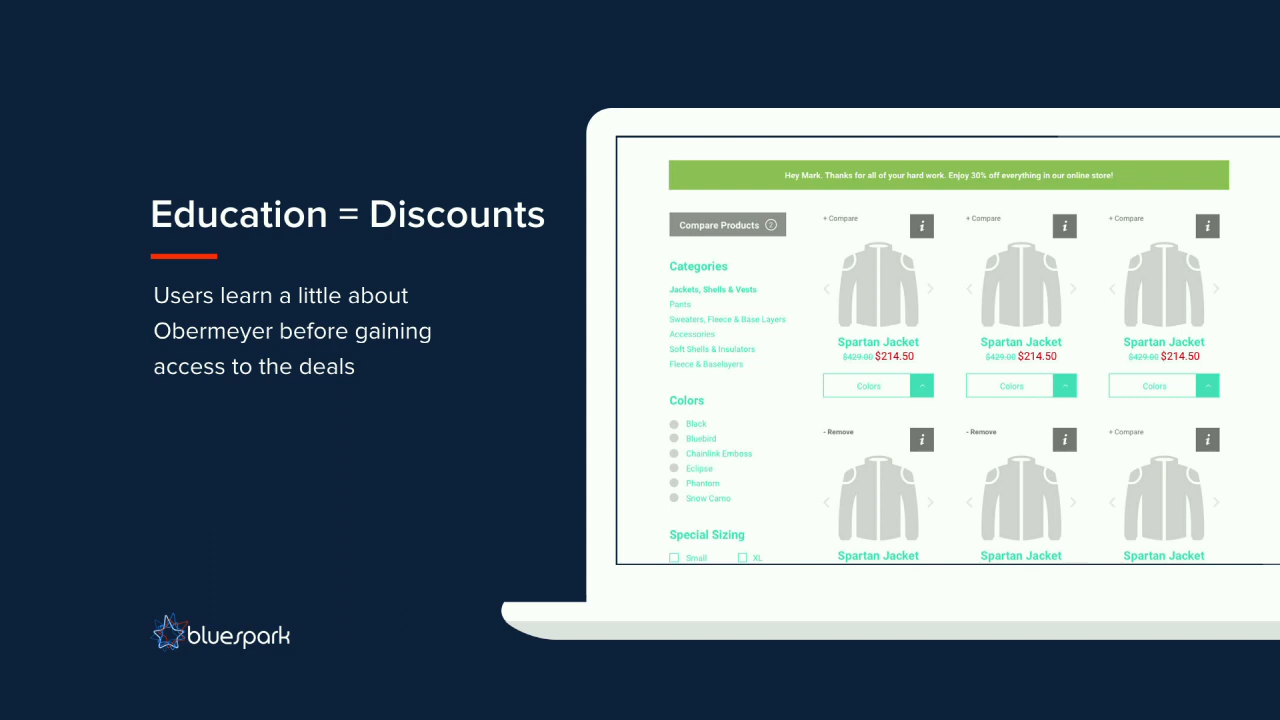 Education = Discounts
Users learn a little about
Obermeyer before gaining
access to the deals
bluespark
Hey Mark. Thanks for all of your hard work. Enjoy 30% off everything in our online store!
Compare Products 2
Categories
Jackets, Shells & Vests
Pants
Sweaters, Fleece & Base Layers
Accessories
Soft Shells & Insulators
Fleece & Baselayers
Colors
Black
Bluebird
Chainlink Emboss
Eclipse
Phantom
Snow Camo
Special Sizing
Small XL
+ Compare i + Compare i + Compare i
Spartan Jacket Spartan Jacket Spartan Jacket
$429.00 $214.50 $429.00 $214.50 $429.00 $214.50
Colors Colors Colors
- Remove i - Remove i + Compare i
Spartan Jacket Spartan Jacket Spartan Jacket